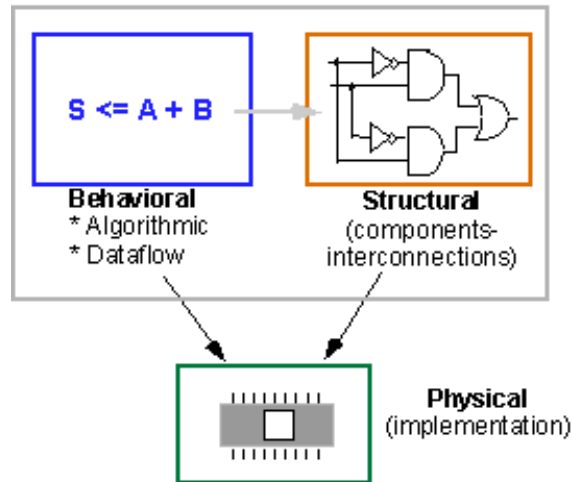 S <= A + B
Behavioral
* Algorithmic
* Dataflow
Structural
(components-
interconnections)
Physical
(implementation)